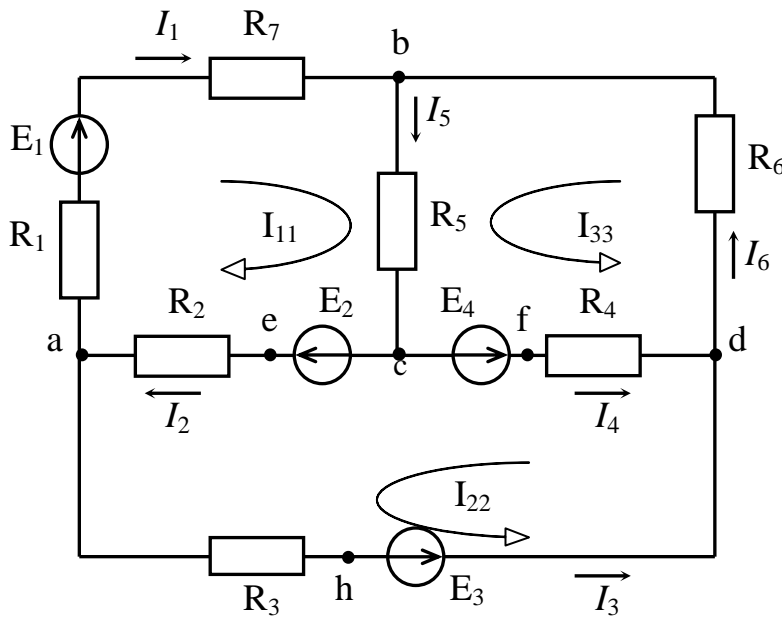 I1 R7 b
I5
E1 R6
R1 I11 R5 I33
I6
R2 e E2 E4 f R4
a c d
I2 I4
I22
R3 h E3 I3